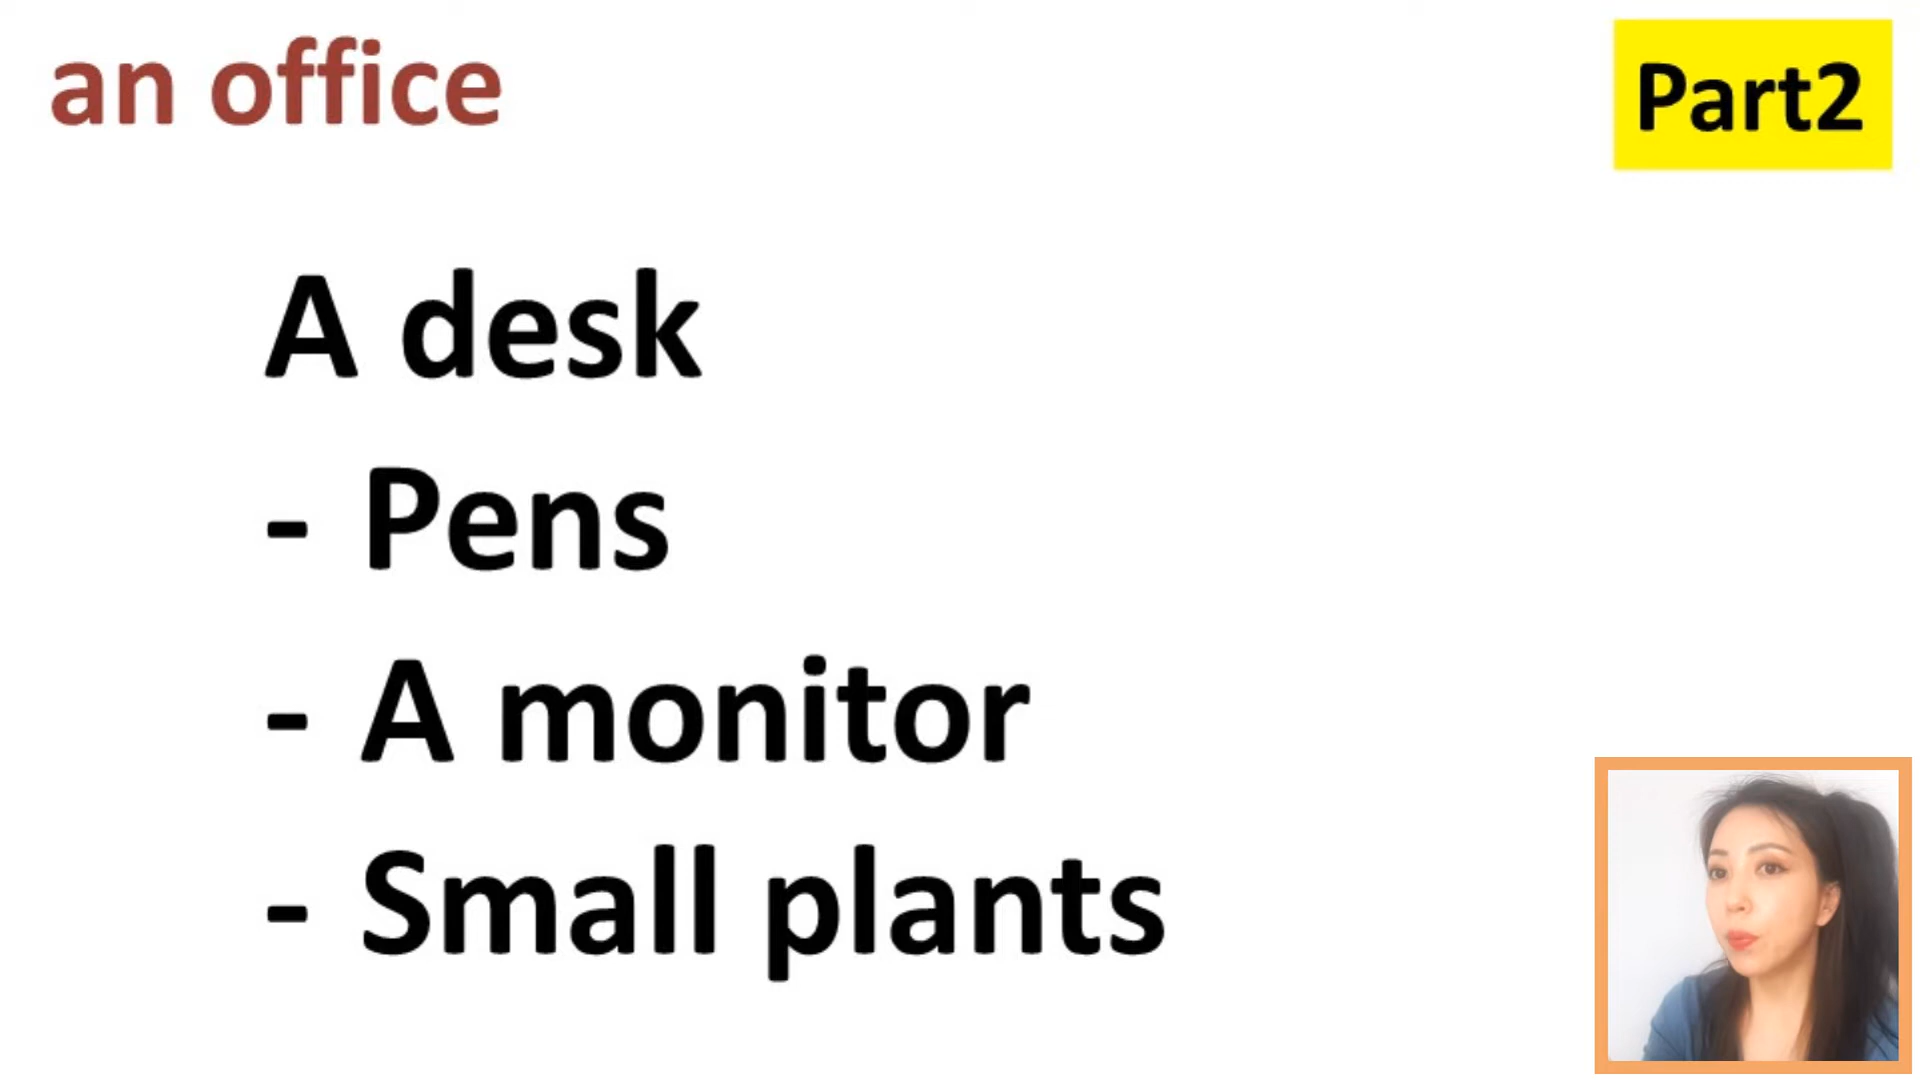 an office
Part2
A desk
- Pens
- A monitor
- Small plants